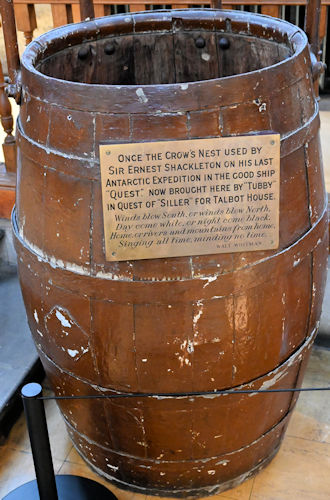 ONCE THE CROW'S NEST USED BY
SIR ERNEST SHACKLETON ON HIS LAST
ANTARCTIC EXPEDITION IN THE GOOD SHIP
"QUEST". NOW BROUGHT HERE BY "TUBBY"
IN QUEST OF "SILLER" FOR TALBOT HOUSE.
Winds blow South, or winds blow North,
Day come white, or night come black,
Home, or rivers and mountains from home,
Singing all time, minding no time,
WALT WHITMAN